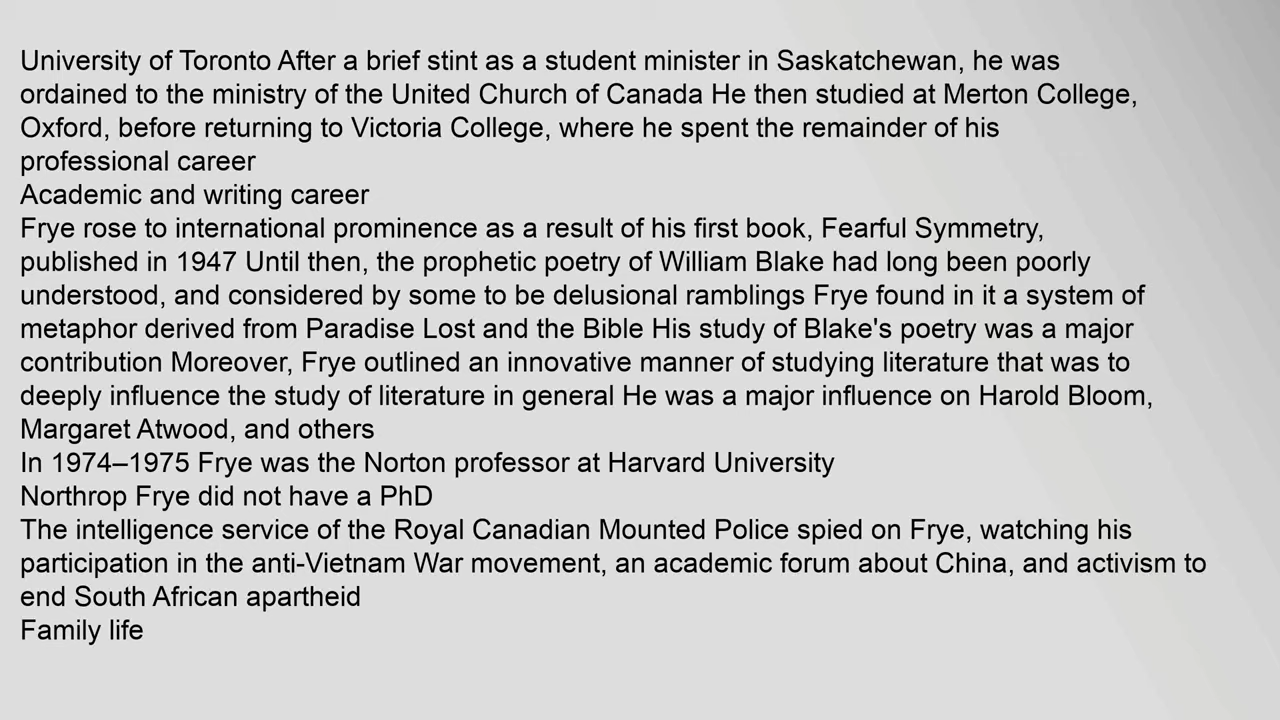 University of Toronto After a brief stint as a student minister in Saskatchewan, he was
ordained to the ministry of the United Church of Canada He then studied at Merton College,
Oxford, before returning to Victoria College, where he spent the remainder of his
professional career
Academic and writing career
Frye rose to international prominence as a result of his first book, Fearful Symmetry,
published in 1947 Until then, the prophetic poetry of William Blake had long been poorly
understood, and considered by some to be delusional ramblings Frye found in it a system of
metaphor derived from Paradise Lost and the Bible His study of Blake's poetry was a major
contribution Moreover, Frye outlined an innovative manner of studying literature that was to
deeply influence the study of literature in general He was a major influence on Harold Bloom,
Margaret Atwood, and others
In 1974–1975 Frye was the Norton professor at Harvard University
Northrop Frye did not have a PhD
The intelligence service of the Royal Canadian Mounted Police spied on Frye, watching his
participation in the anti-Vietnam War movement, an academic forum about China, and activism to
end South African apartheid
Family life